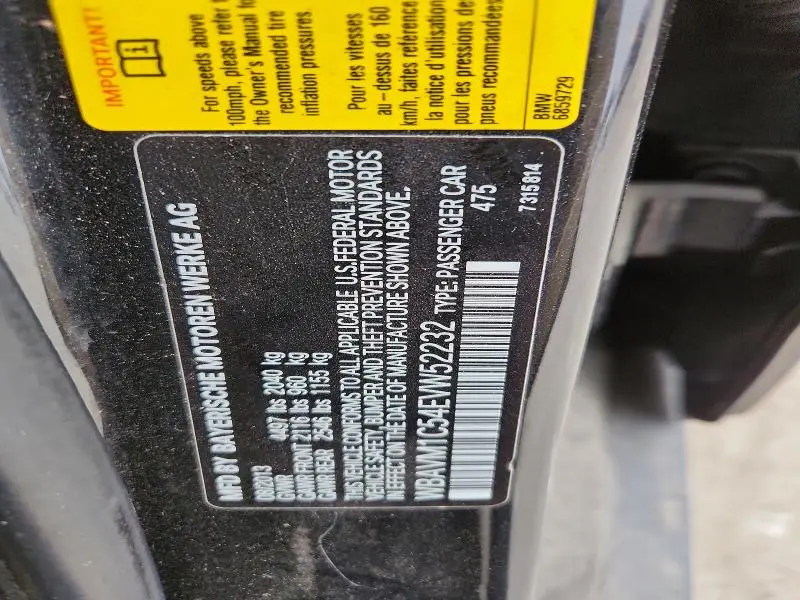 IMPORTANT!
For speeds above
100mph, please refer
the Owner's Manual fo
recommended tire
inflation pressures.
Pour les vitesses
au - dessus de 160
km/h, faites référence
la notice d'utilisation
pour les pressions de
pneus recommandées
BMW
6859729
MFD BY BAYERISCHE MOTOREN WERKE AG
08/2013
GVWR 4497 lbs 2040 kg
GAWR FRONT 2116 lbs 960 kg
GAWR REAR 2546 lbs 1155 kg
THIS VEHICLE CONFORMS TO ALL APPLICABLE U.S. FEDERAL MOTOR
VEHICLE SAFETY, BUMPER AND THEFT PREVENTION STANDARDS
IN EFFECT ON THE DATE OF MANUFACTURE SHOWN ABOVE.
WBAVM1C54EVW52232 TYPE: PASSENGER CAR
475
7315814